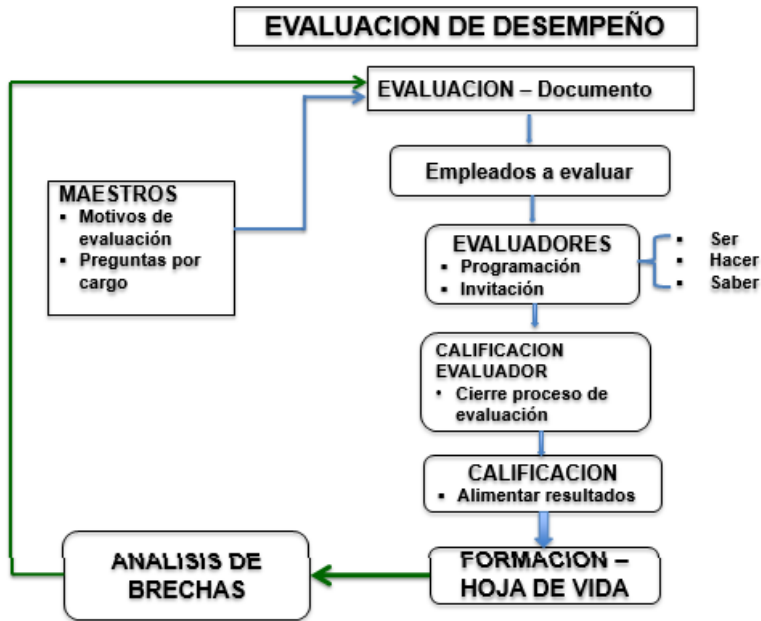 EVALUACION DE DESEMPEÑO
EVALUACION – Documento
Empleados a evaluar
MAESTROS
▪ Motivos de
evaluación
▪ Preguntas por
cargo
EVALUADORES
▪ Programación
▪ Invitación
▪ Ser
▪ Hacer
▪ Saber
CALIFICACION
EVALUADOR
• Cierre proceso de
evaluación
CALIFICACION
▪ Alimentar resultados
FORMACION –
HOJA DE VIDA
ANALISIS DE
BRECHAS